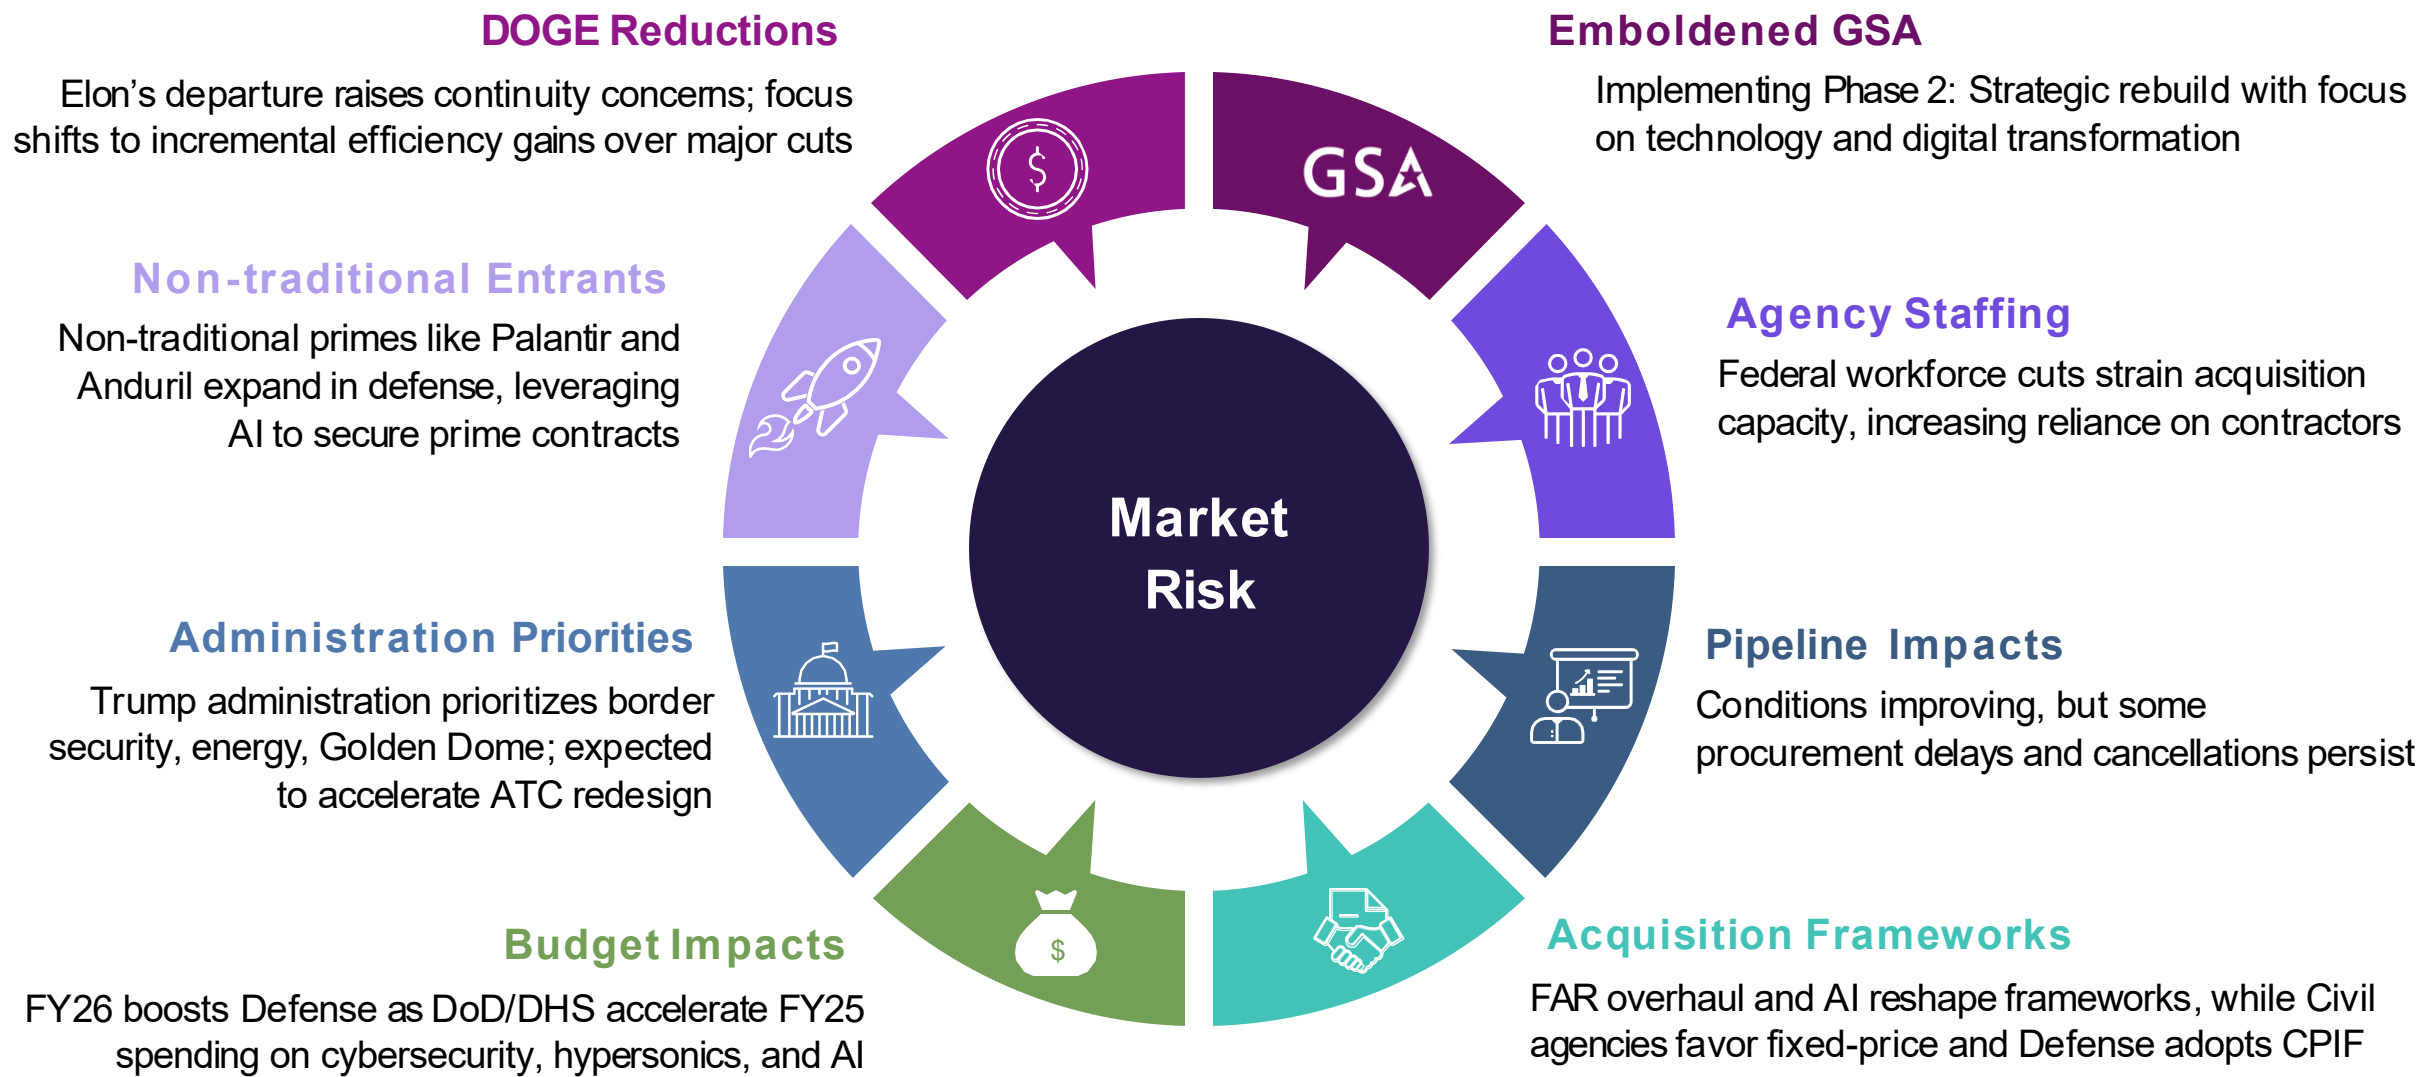 DOGE Reductions
Elon's departure raises continuity concerns; focus
shifts to incremental efficiency gains over major cuts
Emboldened GSA
Implementing Phase 2: Strategic rebuild with focus
on technology and digital transformation
GSA
Non-traditional Entrants
Non-traditional primes like Palantir and
Anduril expand in defense, leveraging
AI to secure prime contracts
Agency Staffing
Federal workforce cuts strain acquisition
capacity, increasing reliance on contractors
Market
Risk
Administration Priorities
Trump administration prioritizes border
security, energy, Golden Dome; expected
to accelerate ATC redesign
Pipeline Impacts
Conditions improving, but some
procurement delays and cancellations persist
Budget Impacts
FY26 boosts Defense as DoD/DHS accelerate FY25
spending on cybersecurity, hypersonics, and AI
Acquisition Frameworks
FAR overhaul and AI reshape frameworks, while Civil
agencies favor fixed-price and Defense adopts CPIF
$
$